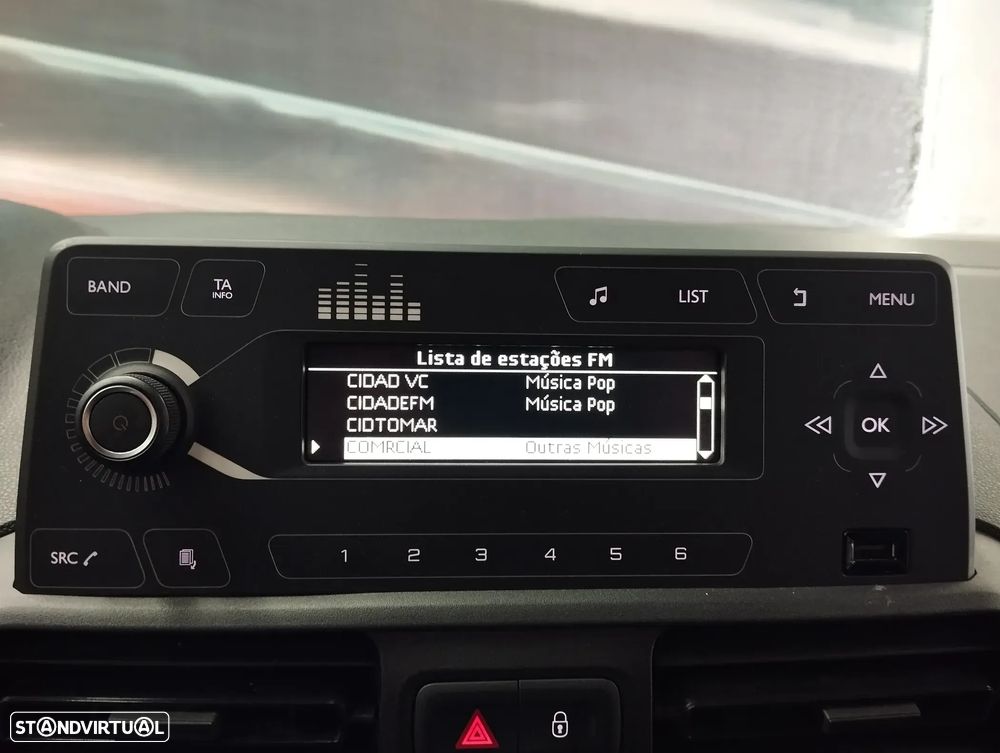 BAND
TA
INFO
LIST
MENU
Lista de estações FM
CIDAD VC Música Pop
CIDADEFM Música Pop
CIDTOMAR
COMRCIAL Outras Músicas
OK
SRC
1 2 3 4 5 6
STANDVIRTUAL